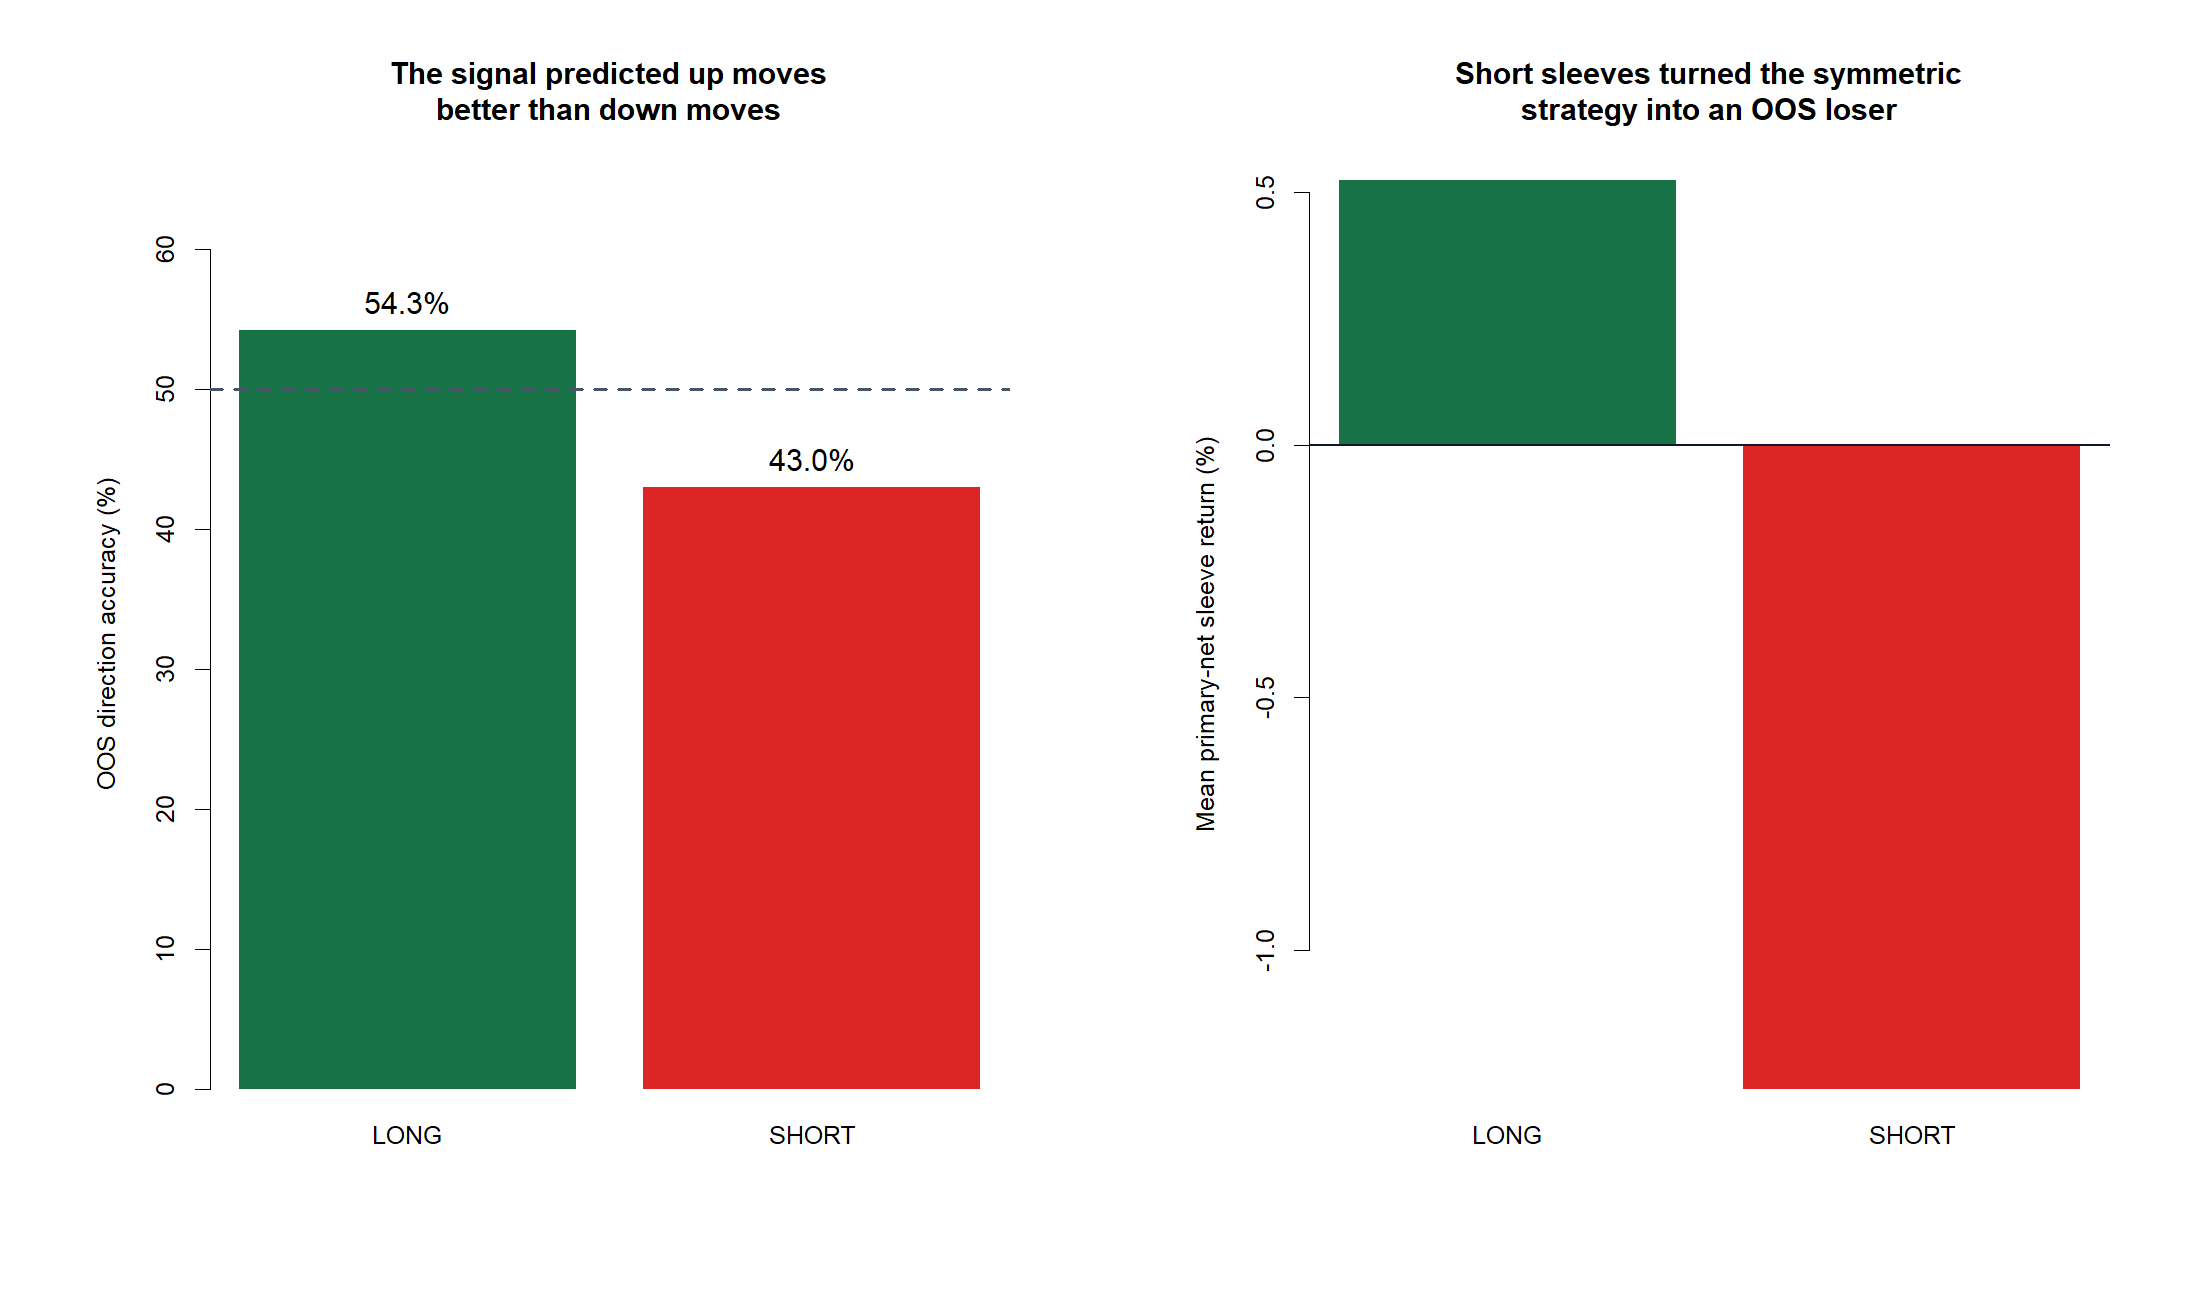 The signal predicted up moves
better than down moves
OOS direction accuracy (%)
60
50
40
30
20
10
0
54.3%
43.0%
LONG
SHORT
Short sleeves turned the symmetric
strategy into an OOS loser
Mean primary-net sleeve return (%)
0.5
0.0
-0.5
-1.0
LONG
SHORT